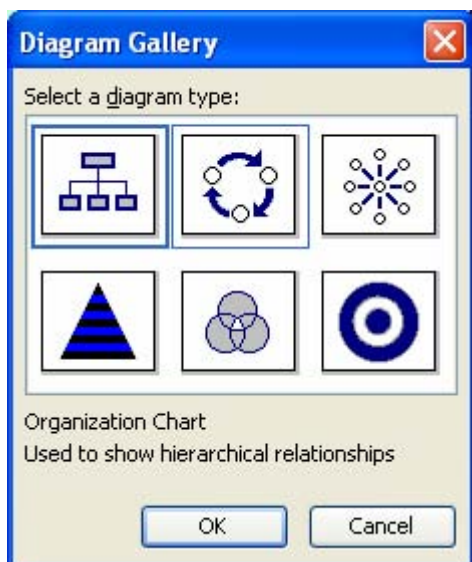 Diagram Gallery
Select a diagram type:
Organization Chart
Used to show hierarchical relationships
OK
Cancel